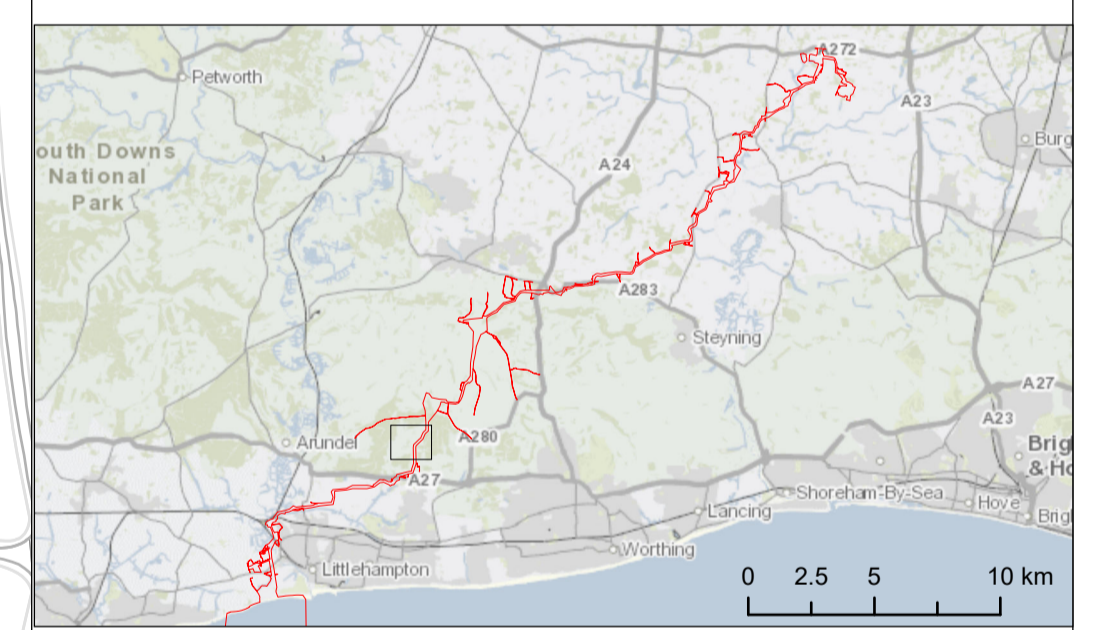 A272
Petworth
A23
Burg
outh Downs
National
Park
A24
A283
Steyning
A27
A23
Arundel
A280
Brig
& Ho
A27
Shoreham-By-Sea
Hove
Lancing
Brigl
Worthing
Littlehampton
0 2.5 5 10 km